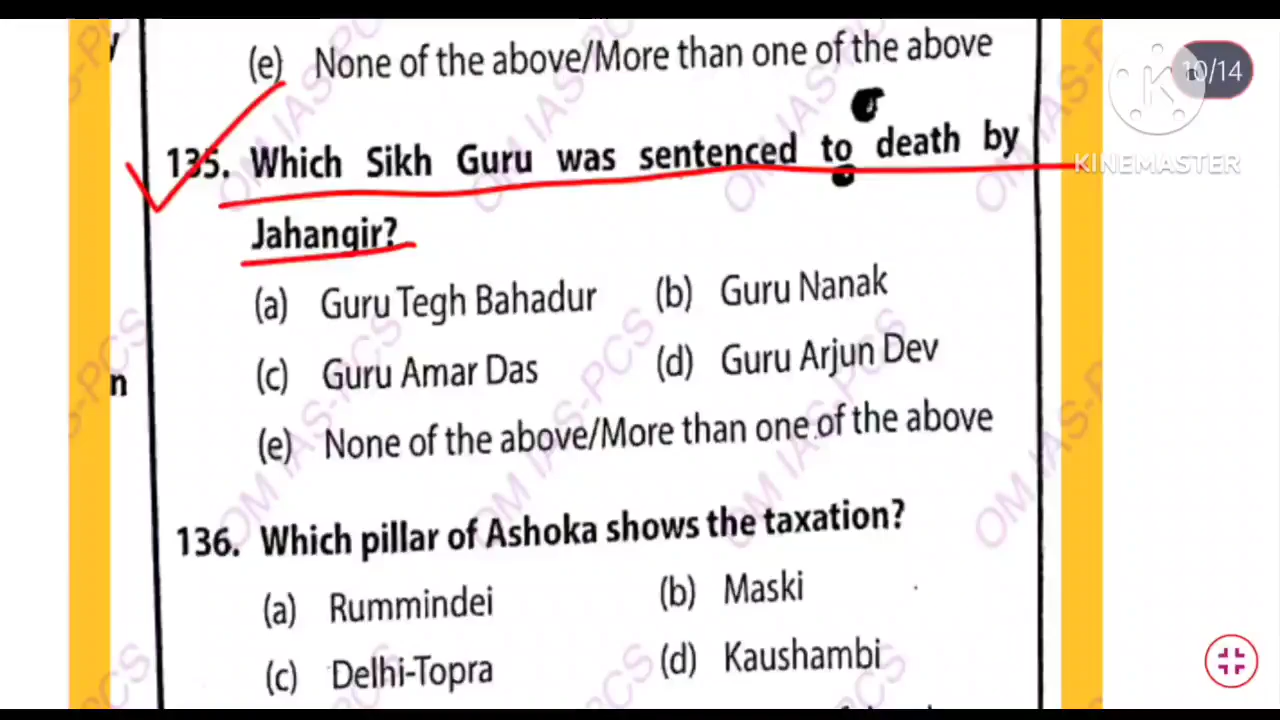 (e) None of the above/More than one of the above
10/14
KINEMASTER
135. Which Sikh Guru was sentenced to death by
Jahangir?
(a) Guru Tegh Bahadur (b) Guru Nanak
(c) Guru Amar Das (d) Guru Arjun Dev
n
(e) None of the above/More than one of the above
136. Which pillar of Ashoka shows the taxation?
(a) Rummindei (b) Maski
(c) Delhi-Topra (d) Kaushambi
OM IAS-PCS